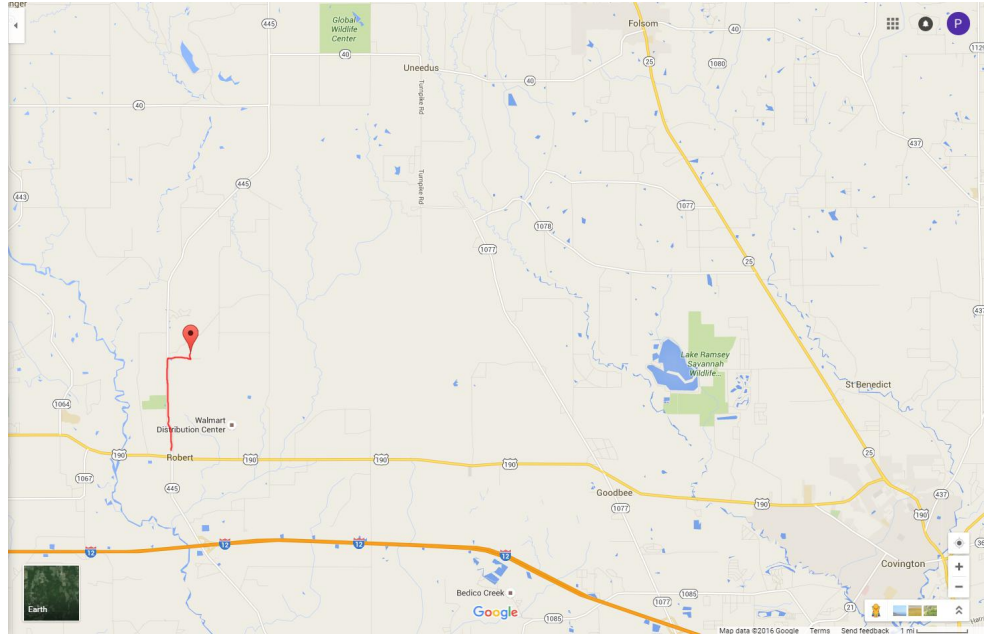 445
Global
Wildlife
Center
Folsom
40
P
40
25
1080
Uneedus
40
40
Turnpike Rd
437
445
Turnpike Rd
443
1077
1078
1077
25
Lake Ramsey
Savannah
Wildlife...
St Benedict
1064
Walmart
Distribution Center
190
Robert
190
190
190
25
1067
445
Goodbee
1077
190
437
190
12
12
12
12
Covington
Bedico Creek
1085
1077
1085
21
Earth
Google
Map data ©2016 Google Terms Send feedback 1 mi